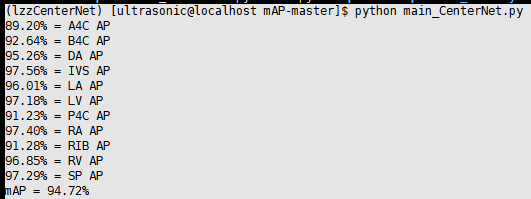 (lzzCenterNet) [ultrasonic@localhost mAP-master]$ python main_CenterNet.py
89.20% = A4C AP
92.64% = B4C AP
95.26% = DA AP
97.56% = IVS AP
96.01% = LA AP
97.18% = LV AP
91.23% = P4C AP
97.40% = RA AP
91.28% = RIB AP
96.85% = RV AP
97.29% = SP AP
mAP = 94.72%